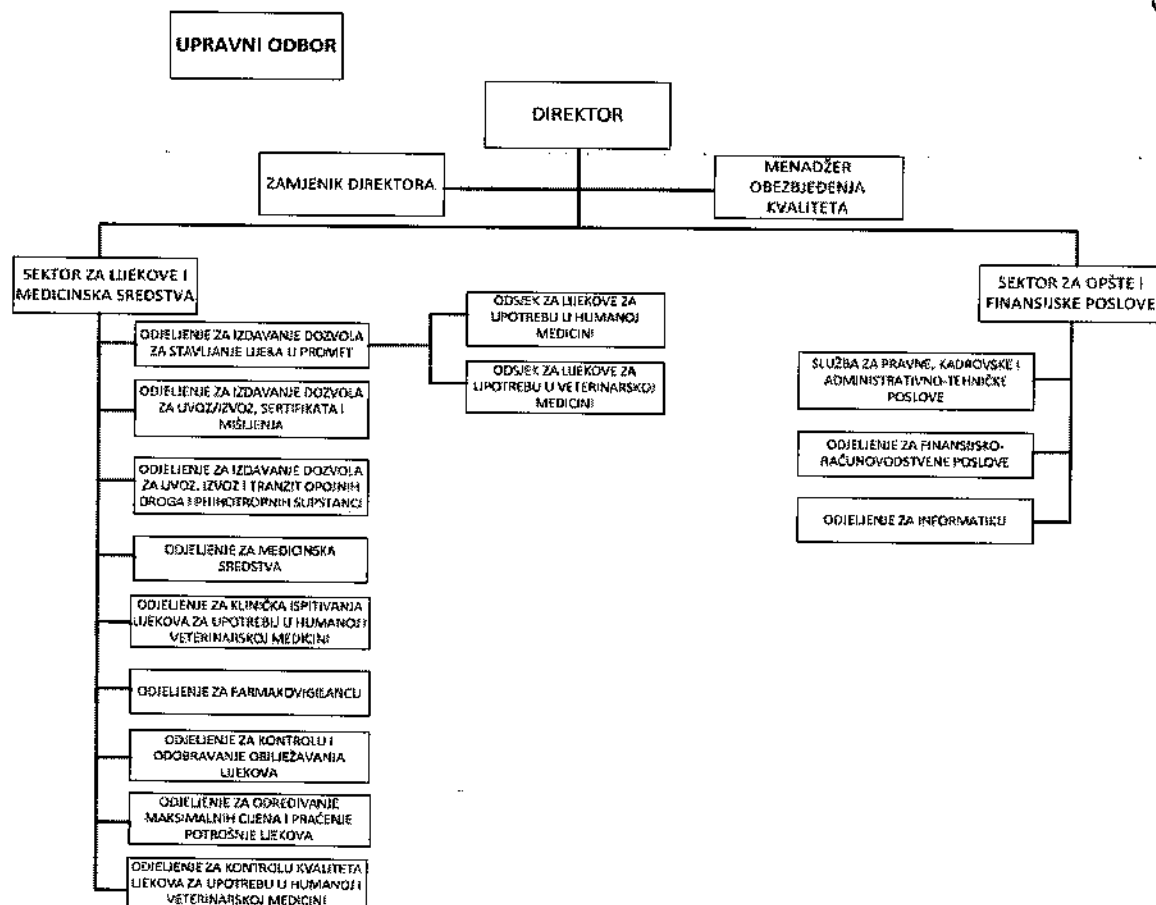 UPRAVNI ODBOR
DIREKTOR
ZAMJENIK DIREKTORA
MENADŽER
OBEZBJEĐENJA
KVALITETA
SEKTOR ZA LIJEKOVE I
MEDICINSKA SREDSTVA
SEKTOR ZA OPŠTE I
FINANSIJSKE POSLOVE
ODJELJENJE ZA IZDAVANJE DOZVOLA
ZA STAVLJANJE LIJEKA U PROMET
ODSJEK ZA LIJEKOVE ZA
UPOTREBU U HUMANOJ
MEDICINI
ODSJEK ZA LIJEKOVE ZA
UPOTREBU U VETERINARSKOJ
MEDICINI
ODJELJENJE ZA IZDAVANJE DOZVOLA
ZA UVOZ/IZVOZ, SERTIFIKATA I
MIŠLJENJA
ODJELJENJE ZA IZDAVANJE DOZVOLA
ZA UVOZ, IZVOZ I TRANZIT OPOJNIH
DROGA I PSIHOTROPNIH SUPSTANCI
ODJELJENJE ZA MEDICINSKA
SREDSTVA
ODJELJENJE ZA KLINIČKA ISPITIVANJA
LIJEKOVA ZA UPOTREBU U HUMANOJ I
VETERINARSKOJ MEDICINI
ODJELJENJE ZA FARMAKOVIGILANCU
ODJELJENJE ZA KONTROLU I
ODOBRAVANJE OBILJEŽAVANJA
LIJEKOVA
ODJELJENJE ZA ODREĐIVANJE
MAKSIMALNIH CIJENA I PRAĆENJE
POTROŠNJE LIJEKOVA
ODJELJENJE ZA KONTROLU KVALITETA
LIJEKOVA ZA UPOTREBU U HUMANOJ I
VETERINARSKOJ MEDICINI
SLUŽBA ZA PRAVNE, KADROVSKE I
ADMINISTRATIVNO-TEHNIČKE
POSLOVE
ODJELJENJE ZA FINANSIJSKO-
RAČUNOVODSTVENE POSLOVE
ODJELJENJE ZA INFORMATIKU